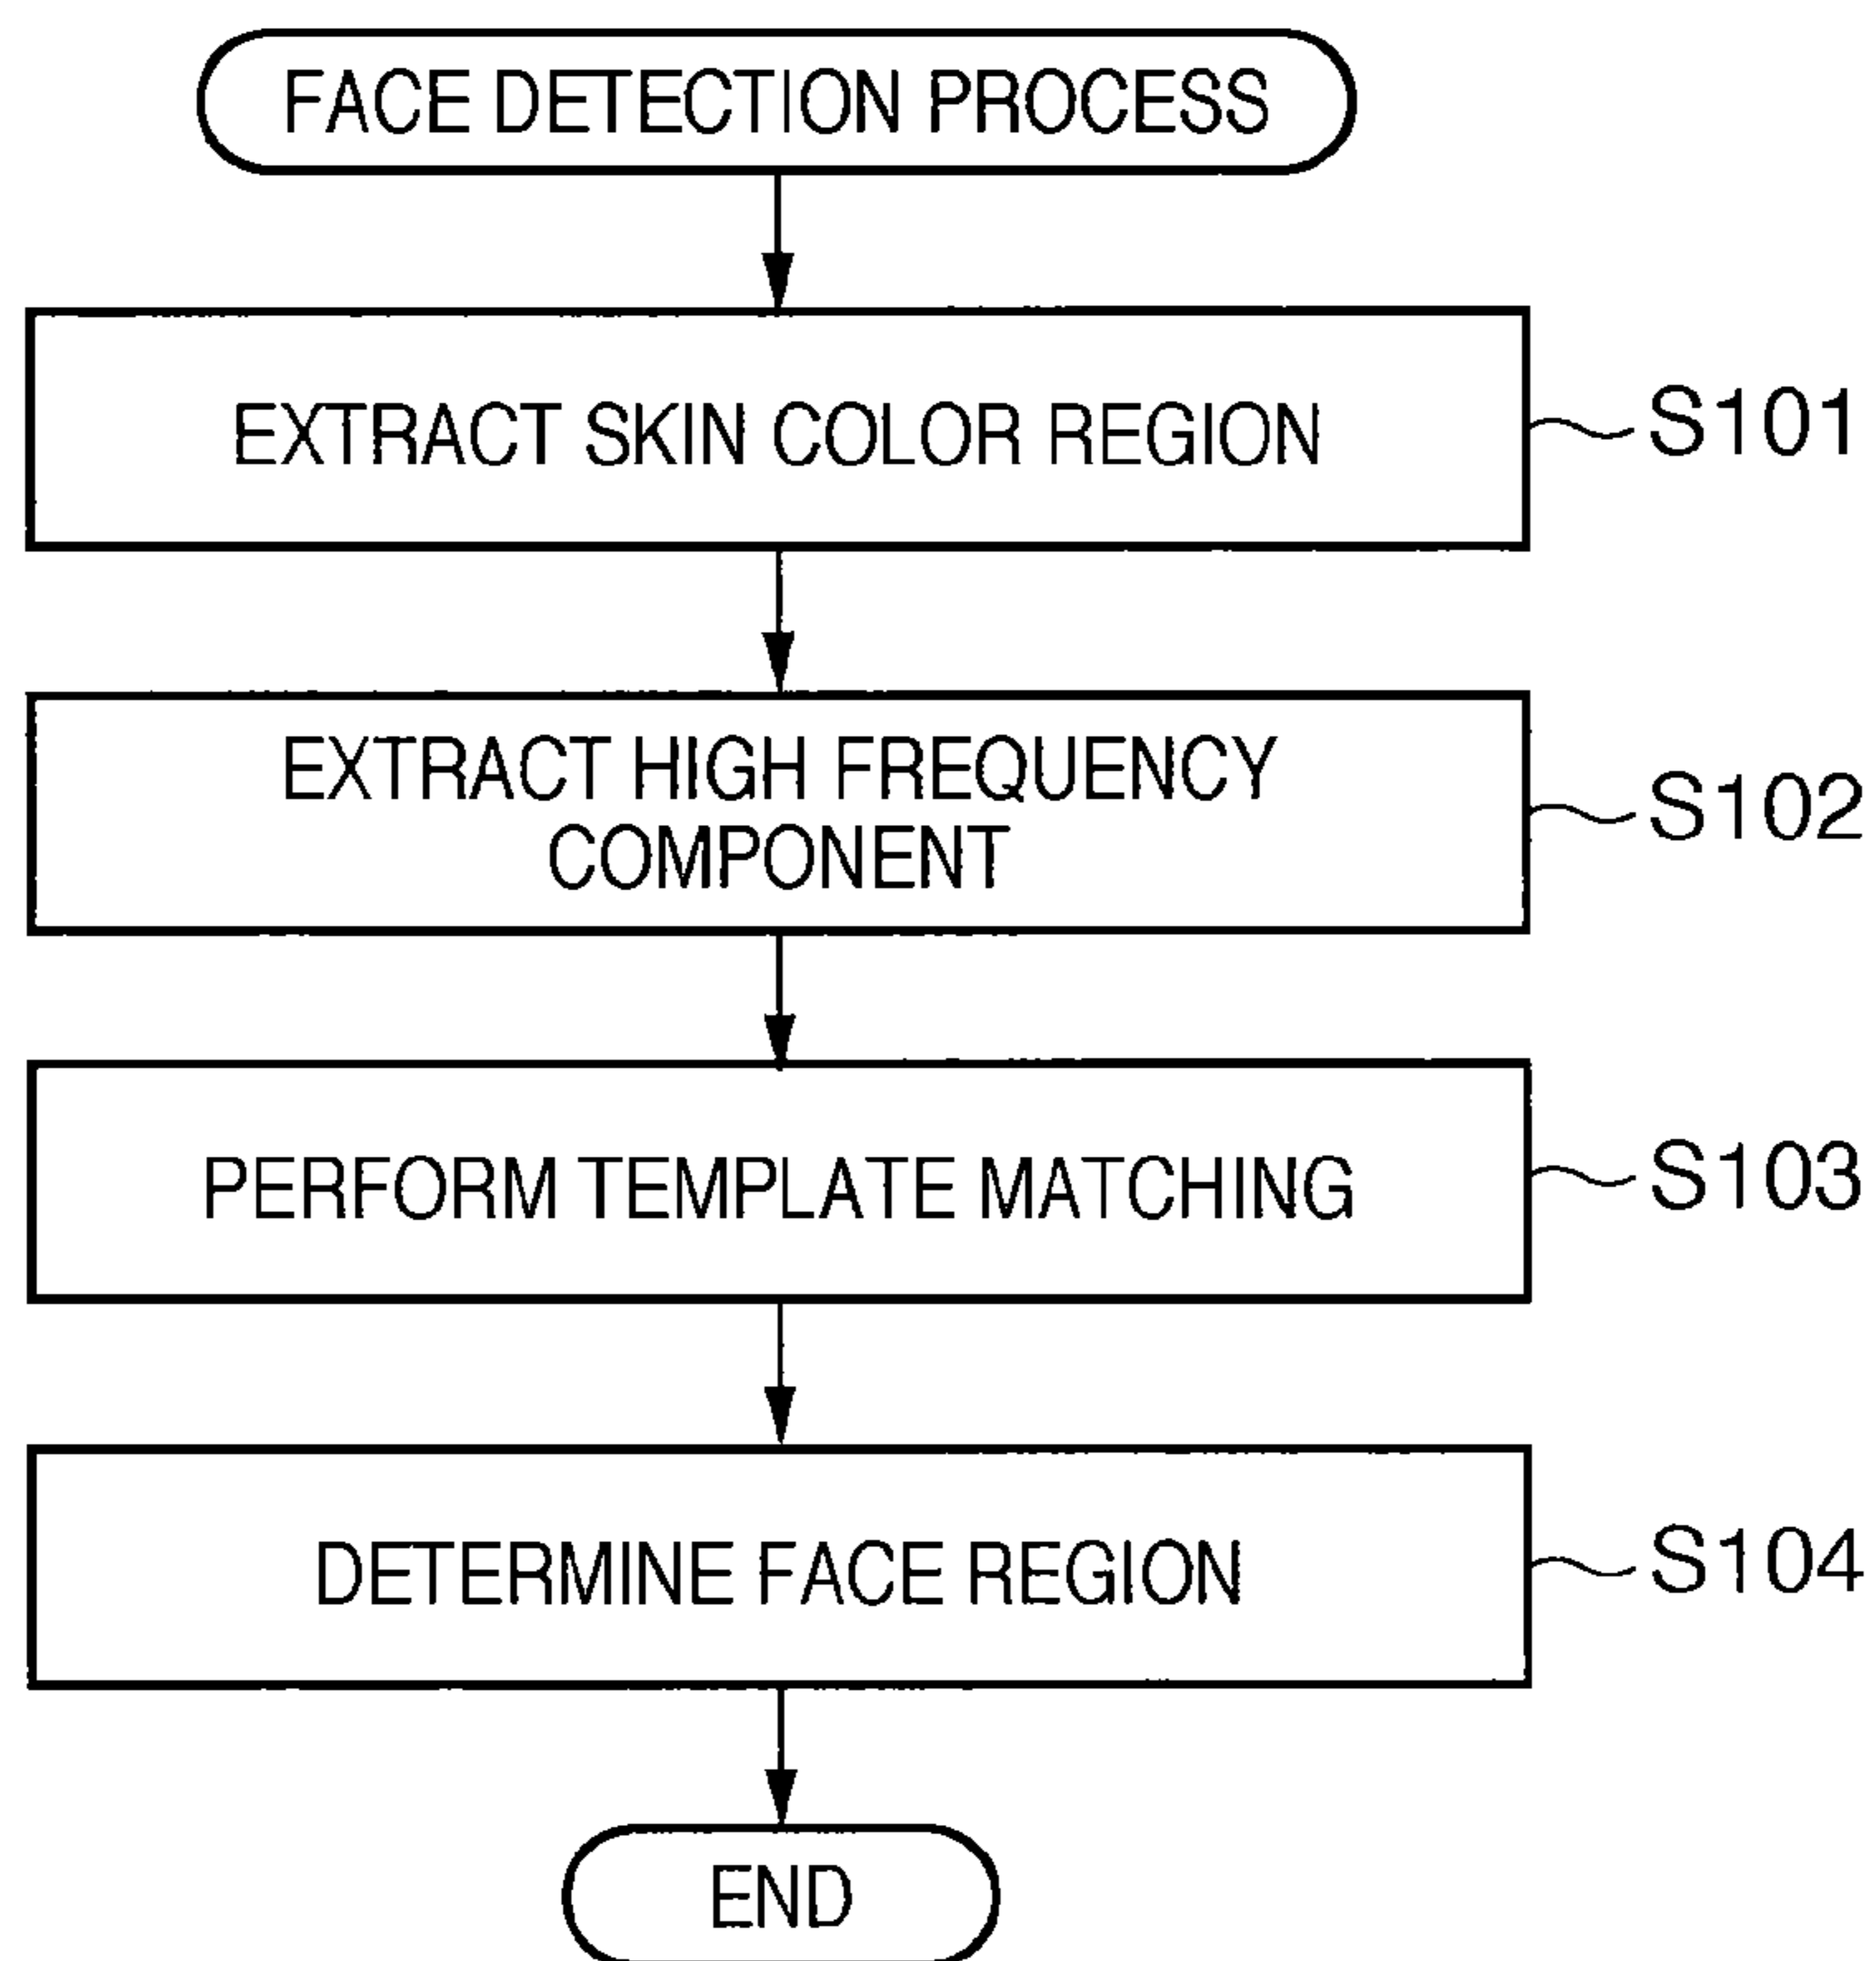 FACE DETECTION PROCESS
EXTRACT SKIN COLOR REGION
S101
EXTRACT HIGH FREQUENCY
COMPONENT
S102
PERFORM TEMPLATE MATCHING
S103
DETERMINE FACE REGION
S104
END